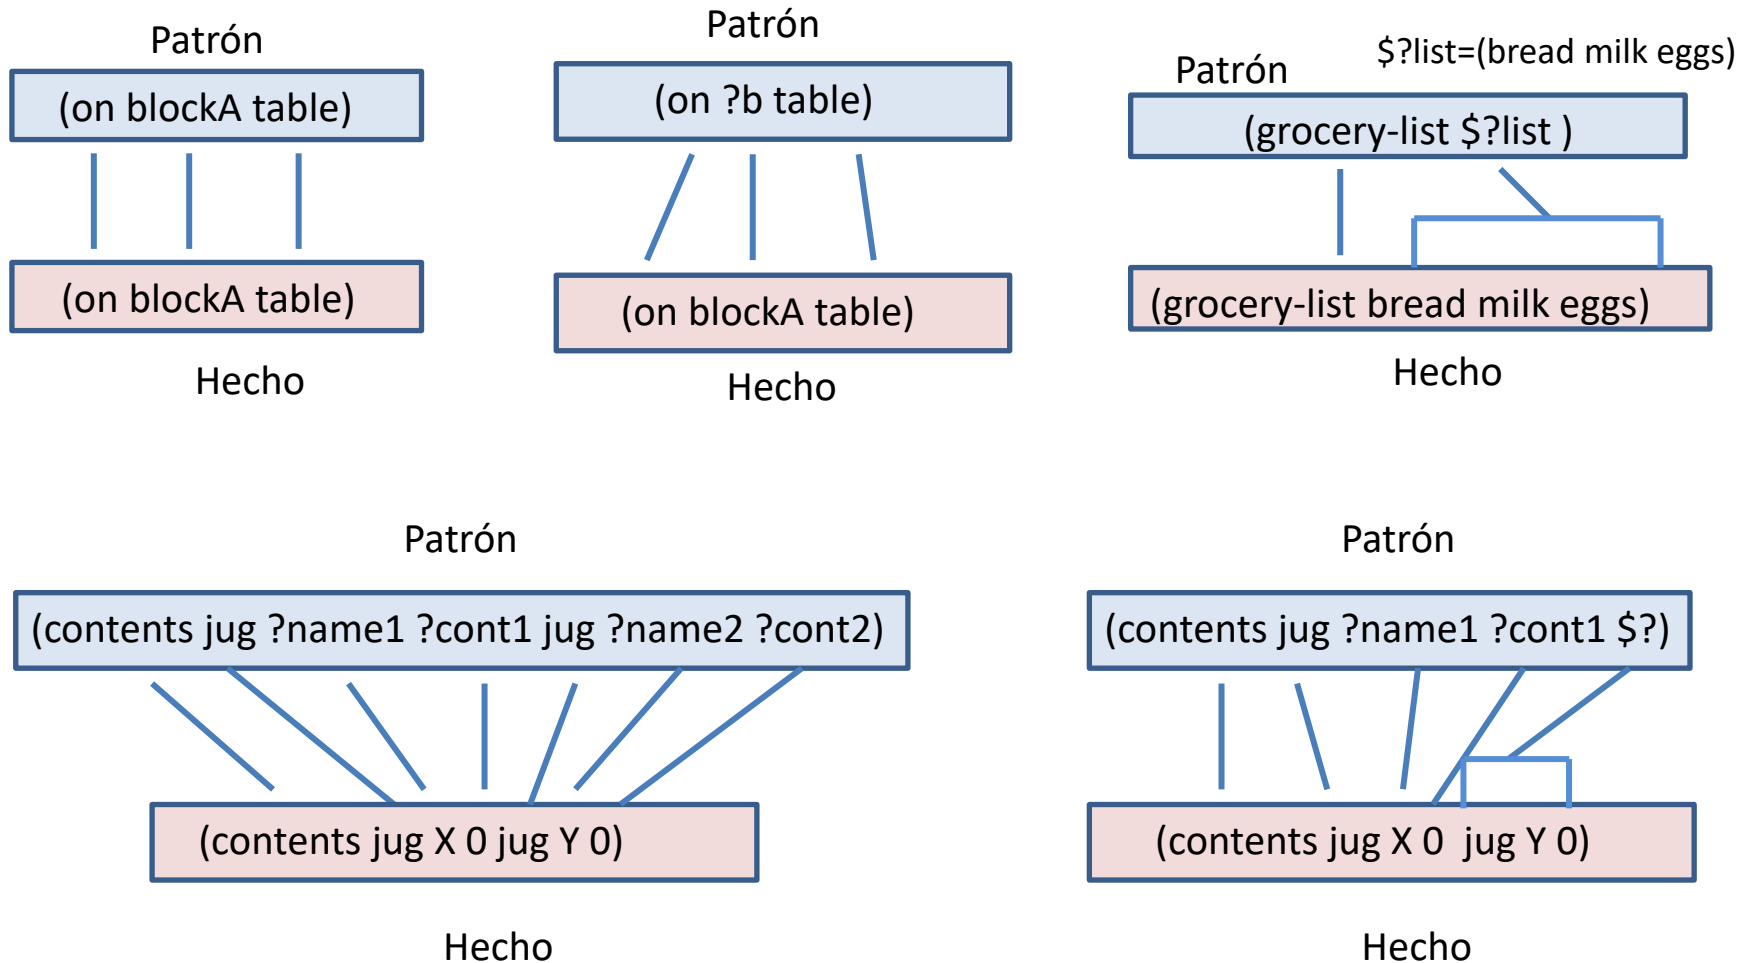 Patrón
(on blockA table)
(on blockA table)
Hecho
Patrón
(on ?b table)
(on blockA table)
Hecho
$?list=(bread milk eggs)
Patrón
(grocery-list $?list )
(grocery-list bread milk eggs)
Hecho
Patrón
(contents jug ?name1 ?cont1 jug ?name2 ?cont2)
(contents jug X 0 jug Y 0)
Hecho
Patrón
(contents jug ?name1 ?cont1 $?)
(contents jug X 0  jug Y 0)
Hecho